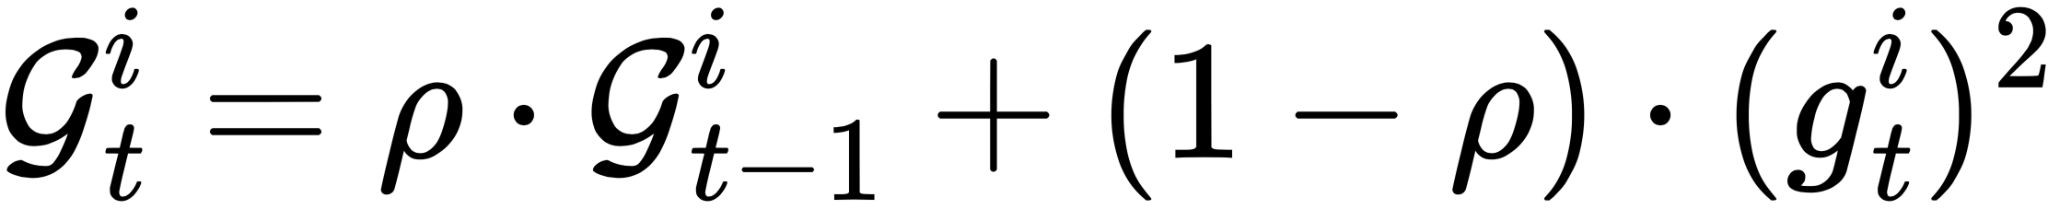 𝒢ᵢₜ = ρ · 𝒢ᵢₜ₋₁ + (1 − ρ) · (gᵢₜ)²